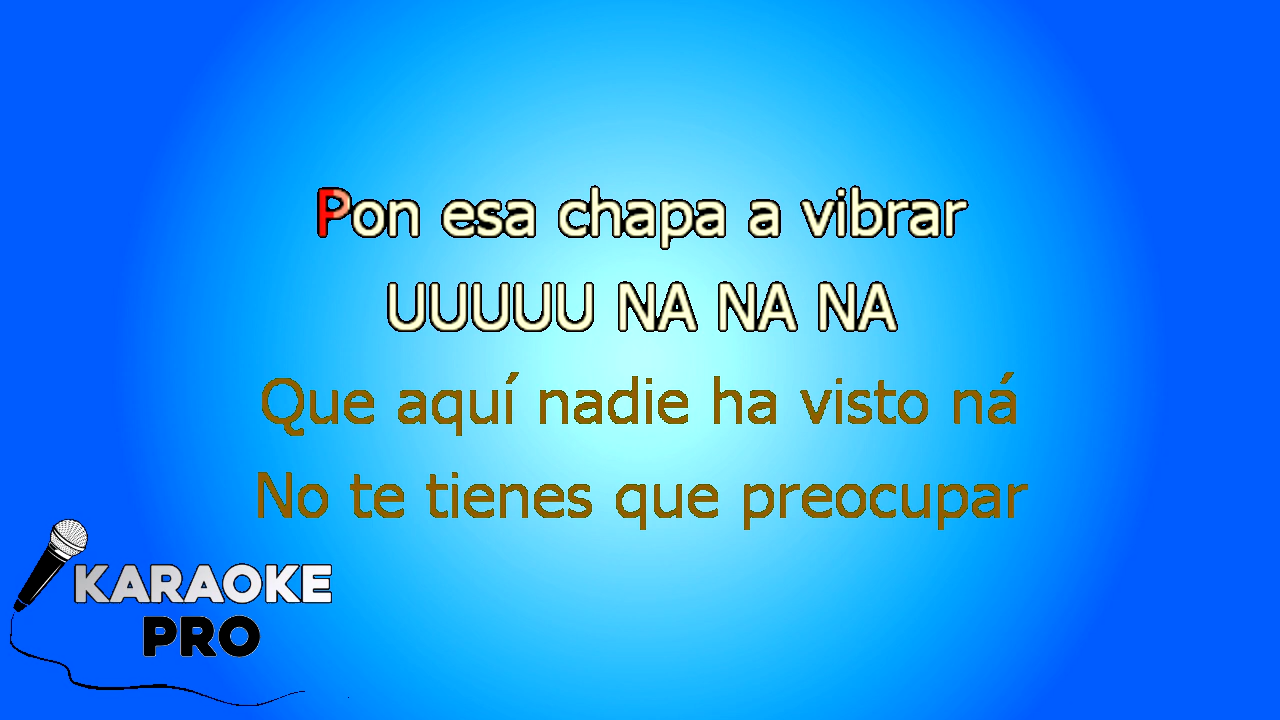 Pon esa chapa a vibrar
UUUUU NA NA NA
Que aquí nadie ha visto ná
No te tienes que preocupar
KARAOKE
PRO